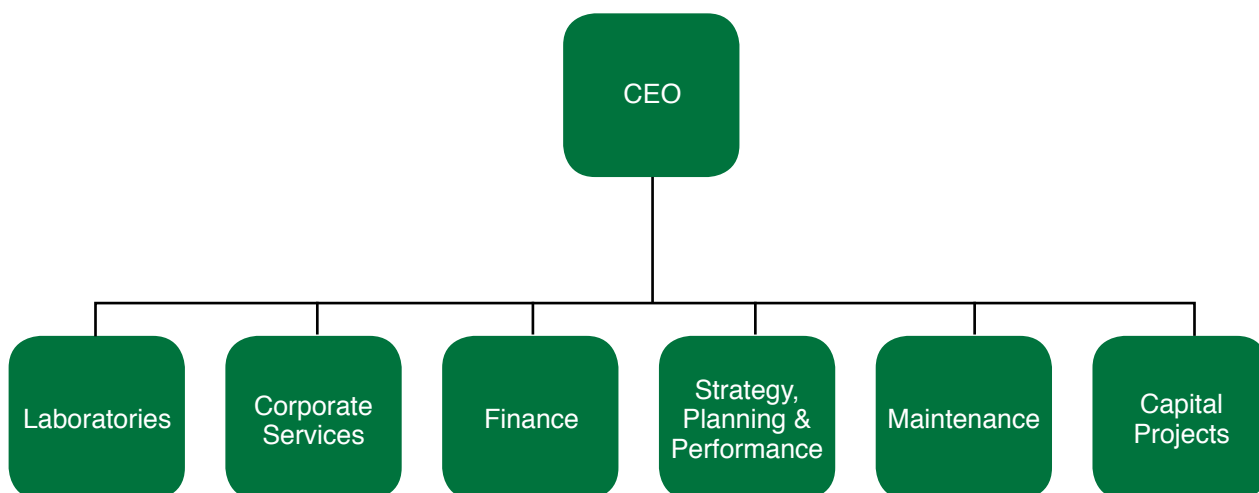 CEO
Laboratories
Corporate
Services
Finance
Strategy,
Planning &
Performance
Maintenance
Capital
Projects